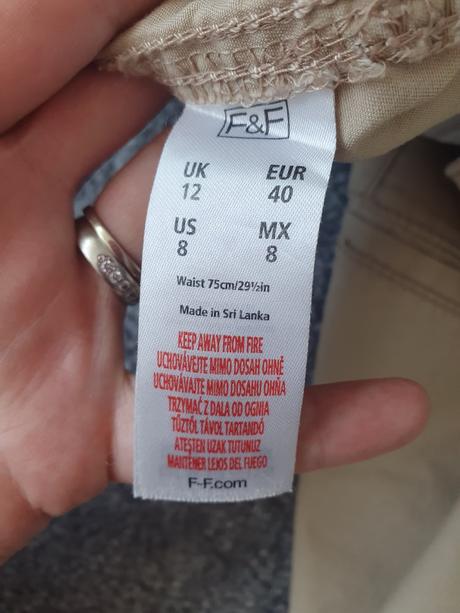 F&F
UK EUR
12 40
US MX
8 8
Waist 75cm/29½in
Made in Sri Lanka
KEEP AWAY FROM FIRE
UCHOVÁVEJTE MIMO DOSAH OHNĚ
UCHOVÁVAJTE MIMO DOSAHU OHŇA
TRZYMAĆ Z DALA OD OGNIA
TŰZTŐL TÁVOL TARTANDÓ
ATEŞTEN UZAK TUTUNUZ
MANTENER LEJOS DEL FUEGO
F-F.com